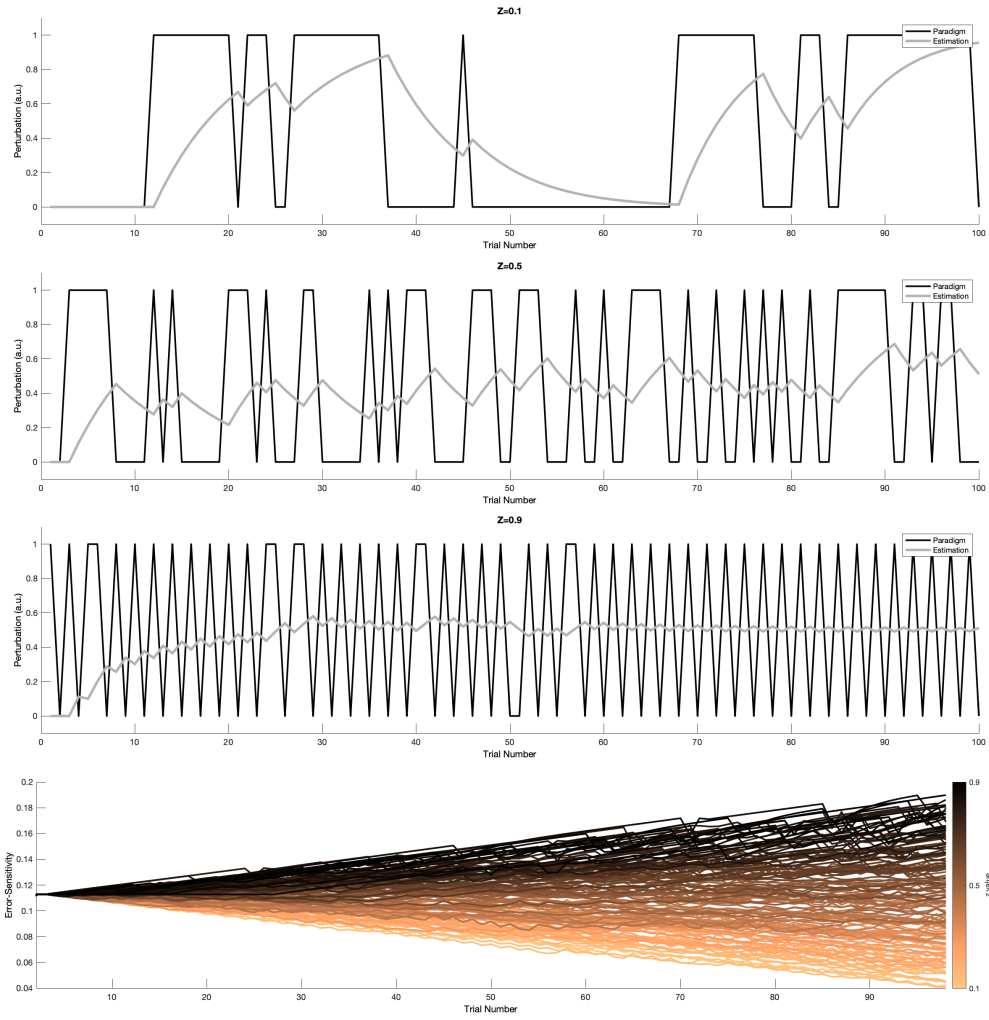 Z=0.1
Perturbation (a.u.)
1
0.8
0.6
0.4
0.2
0
Paradigm
Estimation
0 10 20 30 40 50 60 70 80 90 100
Trial Number
Z=0.5
Perturbation (a.u.)
1
0.8
0.6
0.4
0.2
0
Paradigm
Estimation
0 10 20 30 40 50 60 70 80 90 100
Trial Number
Z=0.9
Perturbation (a.u.)
1
0.8
0.6
0.4
0.2
0
Paradigm
Estimation
0 10 20 30 40 50 60 70 80 90 100
Trial Number
Error-Sensitivity
0.2
0.18
0.16
0.14
0.12
0.1
0.08
0.06
0.04
10 20 30 40 50 60 70 80 90
Trial Number
0.9
0.5
0.1
z value